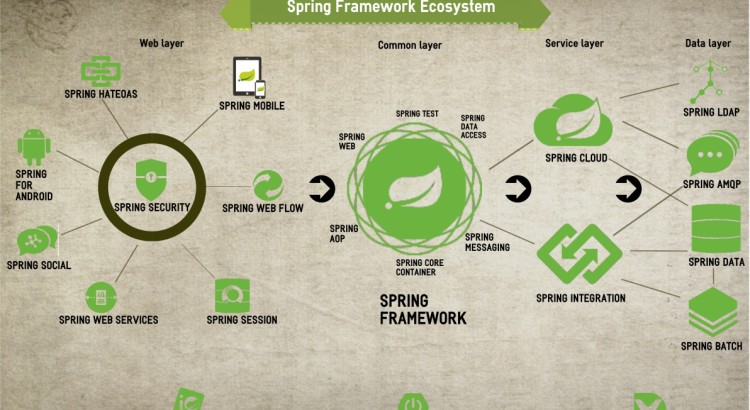 Spring Framework Ecosystem
Web layer
Common layer
Service layer
Data layer
SPRING HATEOAS
SPRING MOBILE
SPRING
FOR
ANDROID
SPRING SECURITY
SPRING WEB FLOW
SPRING SOCIAL
SPRING WEB SERVICES
SPRING SESSION
SPRING TEST
SPRING
DATA
ACCESS
SPRING
WEB
SPRING
AOP
SPRING
MESSAGING
SPRING CORE
CONTAINER
SPRING
FRAMEWORK
SPRING CLOUD
SPRING INTEGRATION
SPRING LDAP
SPRING AMQP
SPRING DATA
SPRING BATCH